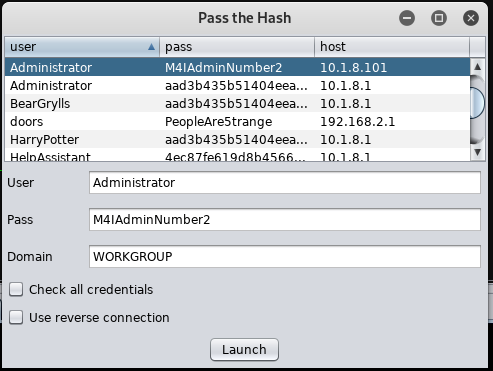 Pass the Hash
user pass host
Administrator M4IAdminNumber2 10.1.8.101
Administrator aad3b435b51404eea... 10.1.8.1
BearGrylls aad3b435b51404eea... 10.1.8.1
doors PeopleAre5trange 192.168.2.1
HarryPotter aad3b435b51404eea... 10.1.8.1
HelpAssistant 4ec87fe619d8b4566... 10.1.8.1
User Administrator
Pass M4IAdminNumber2
Domain WORKGROUP
Check all credentials
Use reverse connection
Launch